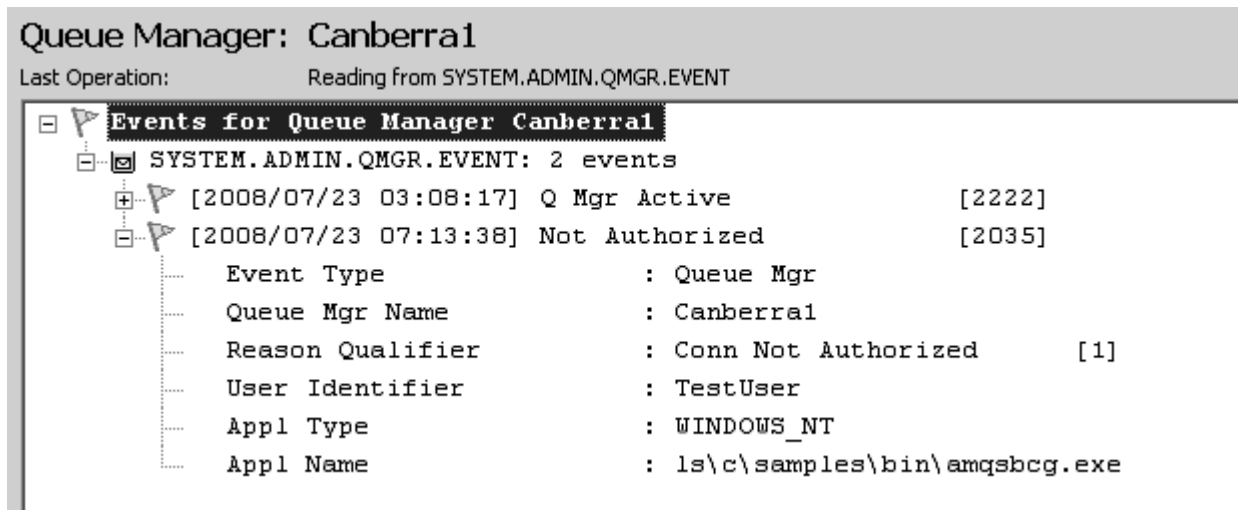 Queue Manager: Canberra1
Last Operation: Reading from SYSTEM.ADMIN.QMGR.EVENT
Events for Queue Manager Canberra1
SYSTEM.ADMIN.QMGR.EVENT: 2 events
[2008/07/23 03:08:17] Q Mgr Active [2222]
[2008/07/23 07:13:38] Not Authorized [2035]
Event Type : Queue Mgr
Queue Mgr Name : Canberra1
Reason Qualifier : Conn Not Authorized [1]
User Identifier : TestUser
Appl Type : WINDOWS_NT
Appl Name : ls\c\samples\bin\amqsbcg.exe